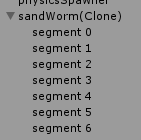 physicsSpawner
sandWorm(Clone)
segment 0
segment 1
segment 2
segment 3
segment 4
segment 5
segment 6